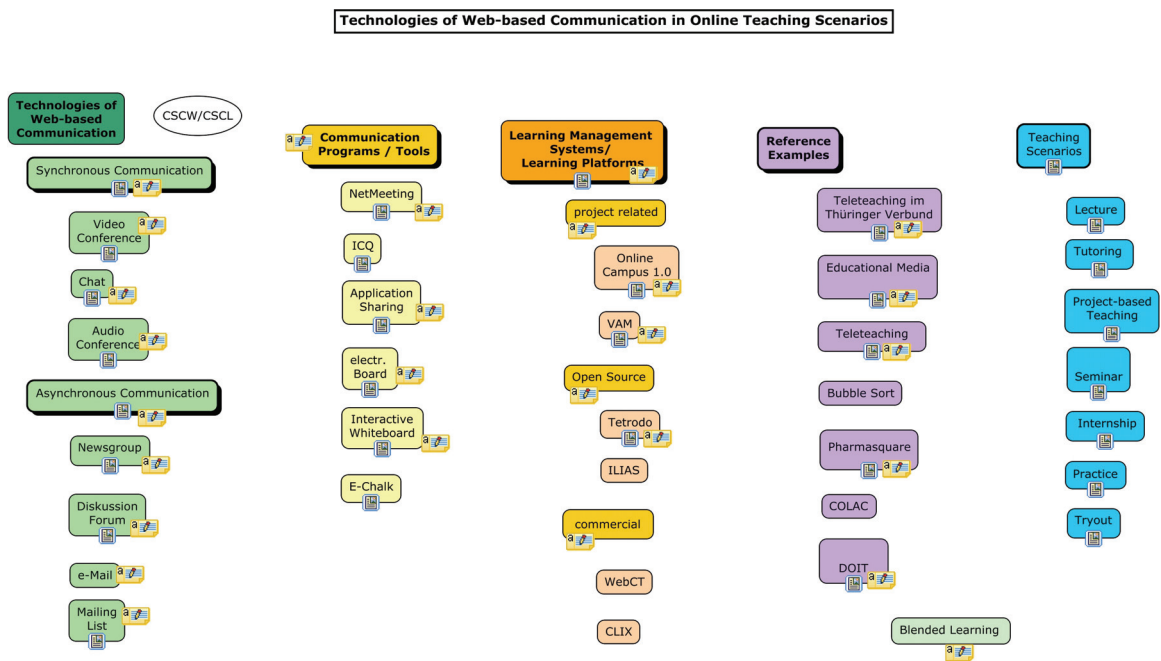 Technologies of Web-based Communication in Online Teaching Scenarios
Technologies of
Web-based
Communication
CSCW/CSCL
Synchronous Communication
a
Video
Conference
a
Chat
a
Audio
Conference
a
Asynchronous Communication
a
Newsgroup
a
Diskussion
Forum
a
e-Mail
a
Mailing
List
a
Communication
Programs / Tools
a
NetMeeting
a
ICQ
Application
Sharing
a
electr.
Board
a
Interactive
Whiteboard
a
E-Chalk
Learning Management
Systems/
Learning Platforms
a
project related
a
Online
Campus 1.0
a
VAM
a
Open Source
a
Tetrodo
a
ILIAS
commercial
a
WebCT
CLIX
Reference
Examples
Teleteaching im
Thüringer Verbund
a
Educational Media
a
Teleteaching
a
Bubble Sort
Pharmasquare
a
COLAC
DOIT
a
Blended Learning
a
Teaching
Scenarios
Lecture
Tutoring
Project-based
Teaching
Seminar
Internship
Practice
Tryout